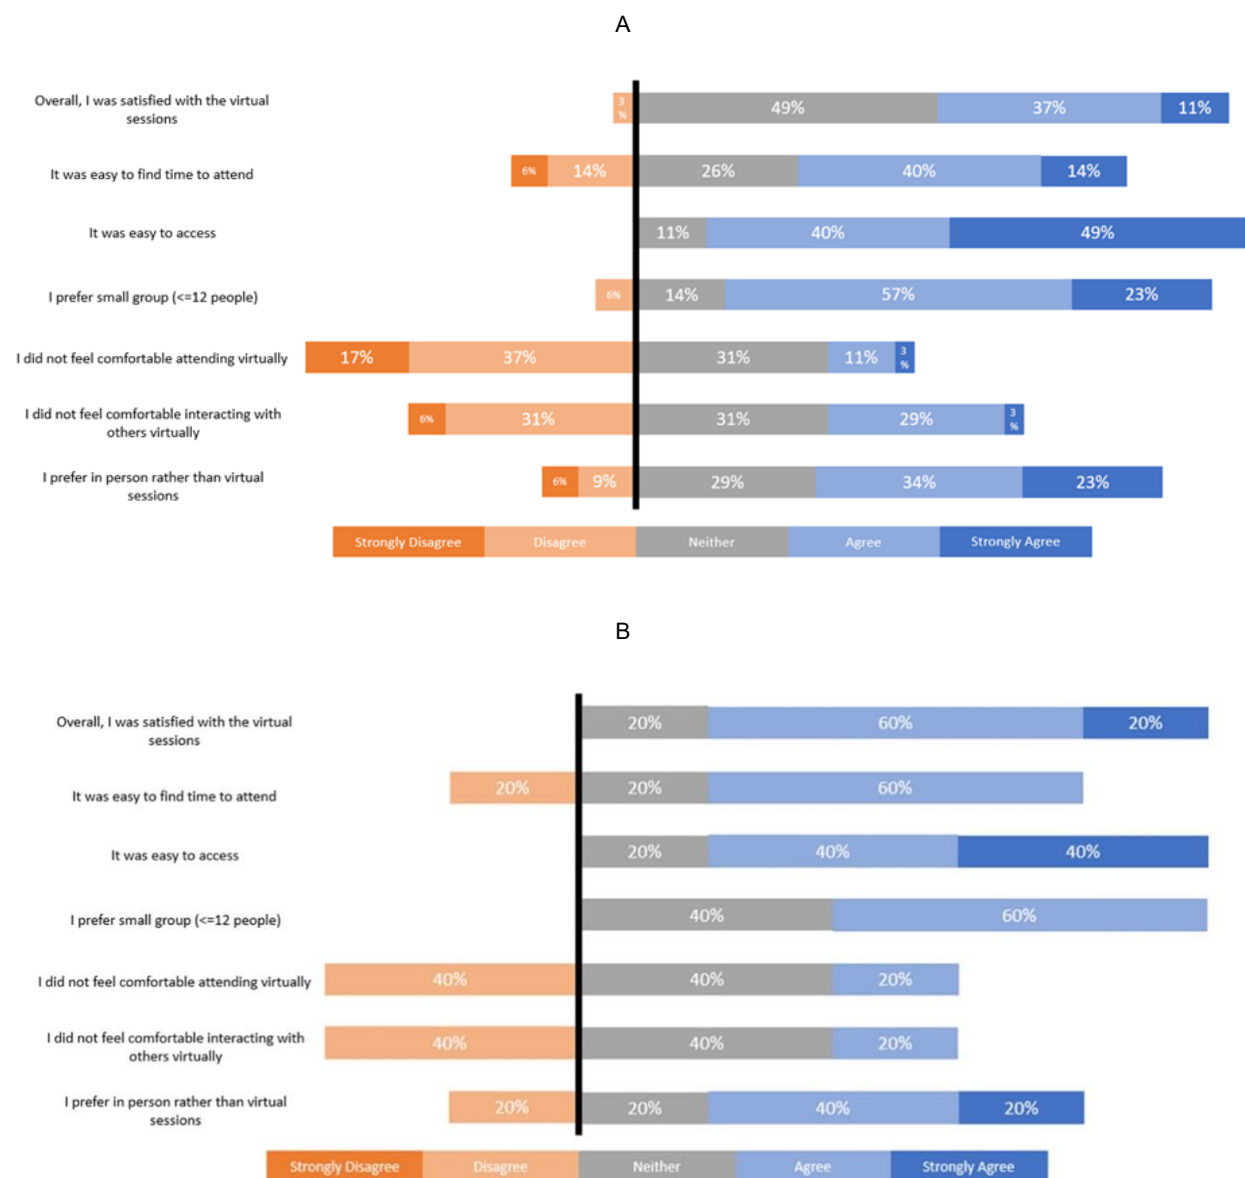 A
Overall, I was satisfied with the virtual
sessions
3
%
49%
37%
11%
It was easy to find time to attend
6%
14%
26%
40%
14%
It was easy to access
11%
40%
49%
I prefer small group (<=12 people)
6%
14%
57%
23%
I did not feel comfortable attending virtually
17%
37%
31%
11%
3
%
I did not feel comfortable interacting with
others virtually
6%
31%
31%
29%
3
%
I prefer in person rather than virtual
sessions
6%
9%
29%
34%
23%
Strongly Disagree
Disagree
Neither
Agree
Strongly Agree
B
Overall, I was satisfied with the virtual
sessions
20%
60%
20%
It was easy to find time to attend
20%
20%
60%
It was easy to access
20%
40%
40%
I prefer small group (<=12 people)
40%
60%
I did not feel comfortable attending virtually
40%
40%
20%
I did not feel comfortable interacting with
others virtually
40%
40%
20%
I prefer in person rather than virtual
sessions
20%
20%
40%
20%
Strongly Disagree
Disagree
Neither
Agree
Strongly Agree